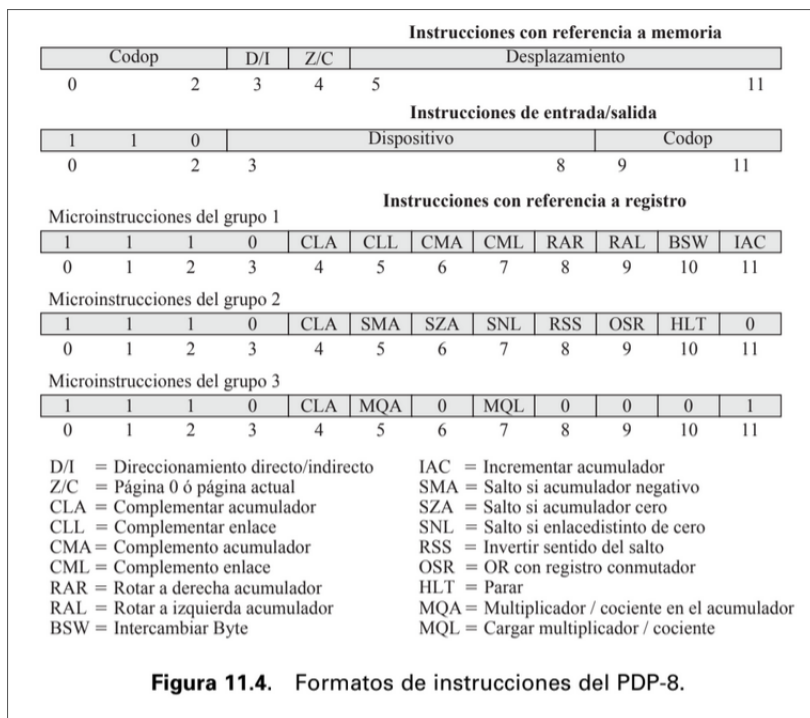 Instrucciones con referencia a memoria
Codop D/I Z/C Desplazamiento
0 2 3 4 5 11
Instrucciones de entrada/salida
1 1 0 Dispositivo Codop
0 2 3 8 9 11
Instrucciones con referencia a registro
Microinstrucciones del grupo 1
1 1 1 0 CLA CLL CMA CML RAR RAL BSW IAC
0 1 2 3 4 5 6 7 8 9 10 11
Microinstrucciones del grupo 2
1 1 1 0 CLA SMA SZA SNL RSS OSR HLT 0
0 1 2 3 4 5 6 7 8 9 10 11
Microinstrucciones del grupo 3
1 1 1 0 CLA MQA 0 MQL 0 0 0 1
0 1 2 3 4 5 6 7 8 9 10 11
D/I = Direccionamiento directo/indirecto
Z/C = Página 0 ó página actual
CLA = Complementar acumulador
CLL = Complementar enlace
CMA = Complemento acumulador
CML = Complemento enlace
RAR = Rotar a derecha acumulador
RAL = Rotar a izquierda acumulador
BSW = Intercambiar Byte
IAC = Incrementar acumulador
SMA = Salto si acumulador negativo
SZA = Salto si acumulador cero
SNL = Salto si enlacedistinto de cero
RSS = Invertir sentido del salto
OSR = OR con registro conmutador
HLT = Parar
MQA = Multiplicador / cociente en el acumulador
MQL = Cargar multiplicador / cociente
Figura 11.4. Formatos de instrucciones del PDP-8.